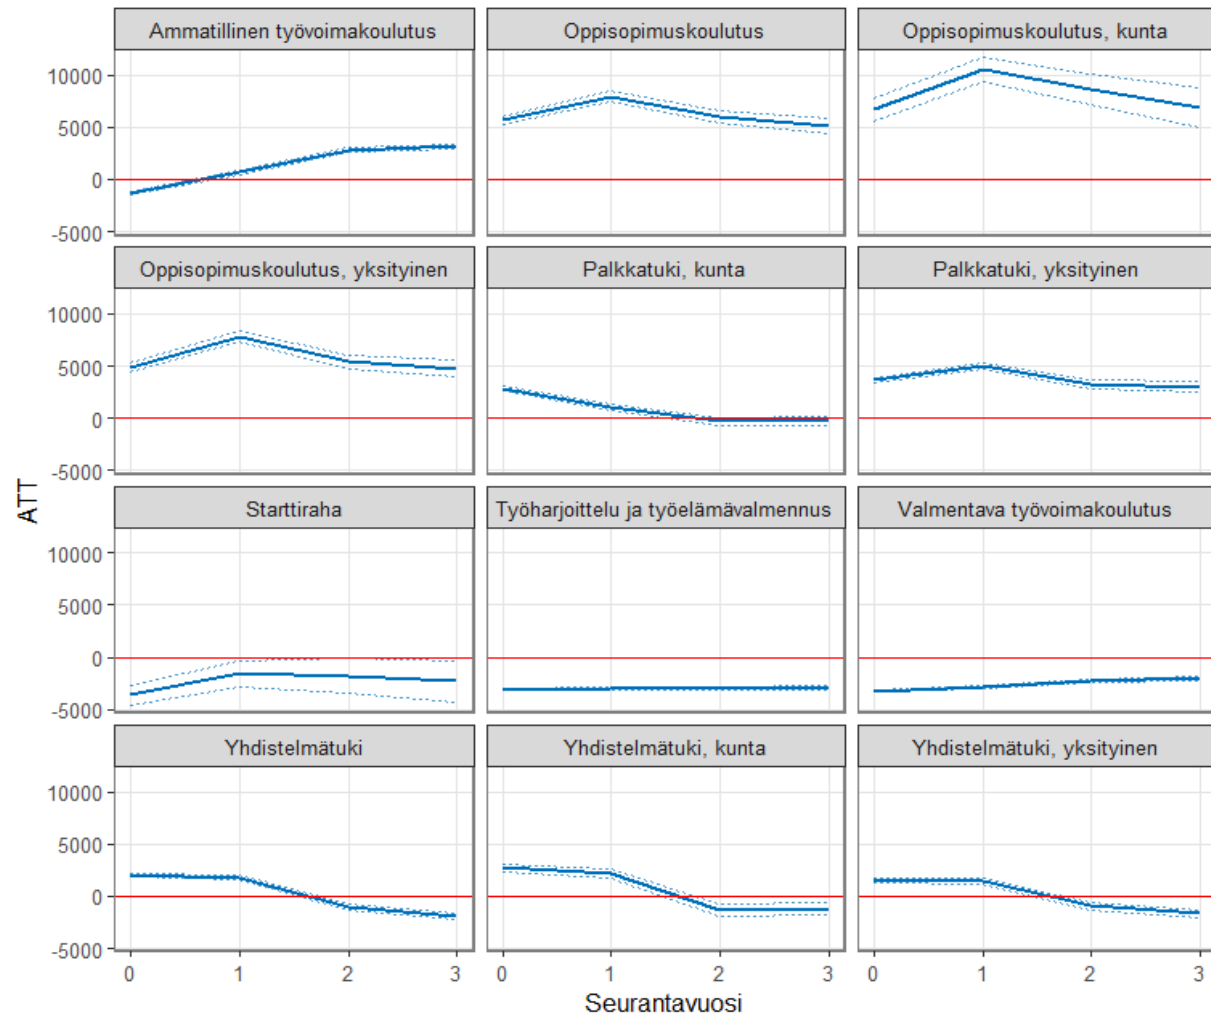 Ammatillinen työvoimakoulutus
Oppisopimuskoulutus
Oppisopimuskoulutus, kunta
10000
5000
0
-5000
Oppisopimuskoulutus, yksityinen
Palkkatuki, kunta
Palkkatuki, yksityinen
10000
5000
0
-5000
ATT
Starttiraha
Työharjoittelu ja työelämävalmennus
Valmentava työvoimakoulutus
10000
5000
0
-5000
Yhdistelmätuki
Yhdistelmätuki, kunta
Yhdistelmätuki, yksityinen
10000
5000
0
-5000
0 1 2 3
0 1 2 3
0 1 2 3
Seurantavuosi